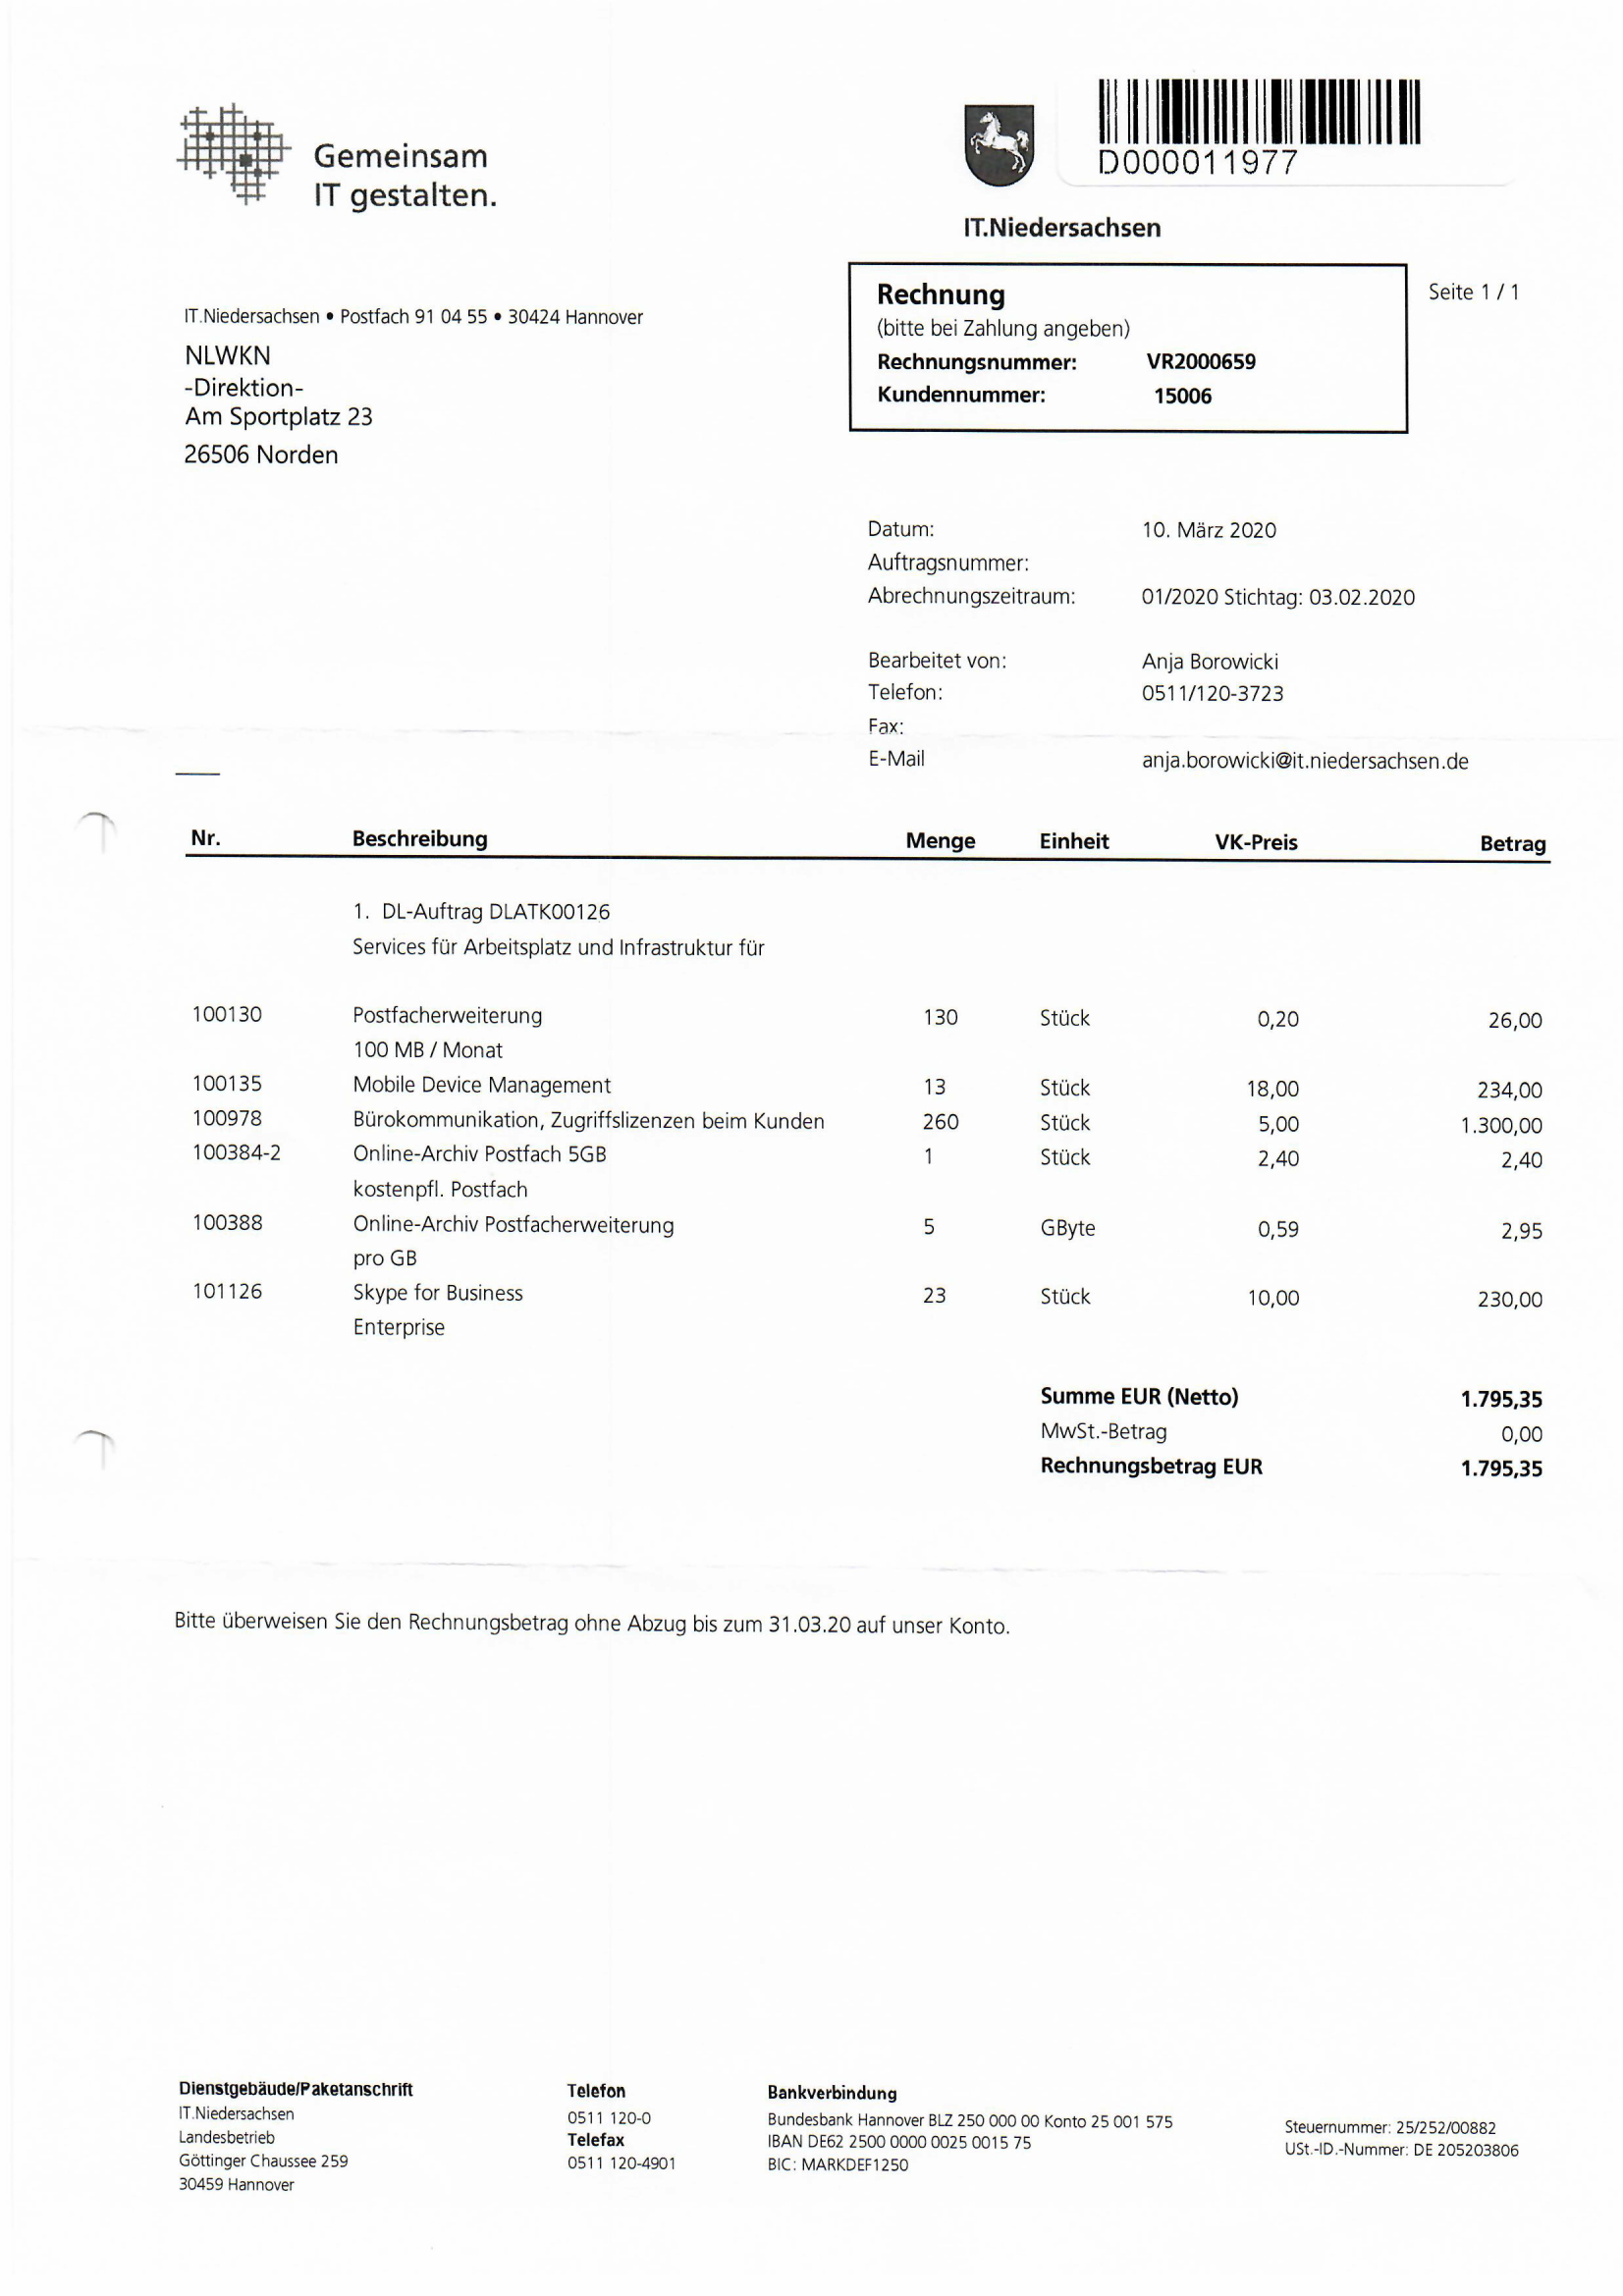 Gemeinsam
IT gestalten.
D000011977
IT.Niedersachsen
Rechnung
(bitte bei Zahlung angeben)
Rechnungsnummer: VR2000659
Kundennummer: 15006
Seite 1 / 1
IT.Niedersachsen • Postfach 91 04 55 • 30424 Hannover
NLWKN
-Direktion-
Am Sportplatz 23
26506 Norden
Datum: 10. März 2020
Auftragsnummer:
Abrechnungszeitraum: 01/2020 Stichtag: 03.02.2020
Bearbeitet von: Anja Borowicki
Telefon: 0511/120-3723
Fax:
E-Mail anja.borowicki@it.niedersachsen.de
Nr. Beschreibung Menge Einheit VK-Preis Betrag
1. DL-Auftrag DLATK00126
Services für Arbeitsplatz und Infrastruktur für
100130 Postfacherweiterung 130 Stück 0,20 26,00
100 MB / Monat
100135 Mobile Device Management 13 Stück 18,00 234,00
100978 Bürokommunikation, Zugriffslizenzen beim Kunden 260 Stück 5,00 1.300,00
100384-2 Online-Archiv Postfach 5GB 1 Stück 2,40 2,40
kostenpfl. Postfach
100388 Online-Archiv Postfacherweiterung 5 GByte 0,59 2,95
pro GB
101126 Skype for Business 23 Stück 10,00 230,00
Enterprise
Summe EUR (Netto) 1.795,35
MwSt.-Betrag 0,00
Rechnungsbetrag EUR 1.795,35
Bitte überweisen Sie den Rechnungsbetrag ohne Abzug bis zum 31.03.20 auf unser Konto.
Dienstgebäude/Paketanschrift
IT.Niedersachsen
Landesbetrieb
Göttinger Chaussee 259
30459 Hannover
Telefon
0511 120-0
Telefax
0511 120-4901
Bankverbindung
Bundesbank Hannover BLZ 250 000 00 Konto 25 001 575
IBAN DE62 2500 0000 0025 0015 75
BIC: MARKDEF1250
Steuernummer: 25/252/00882
USt.-ID.-Nummer: DE 205203806